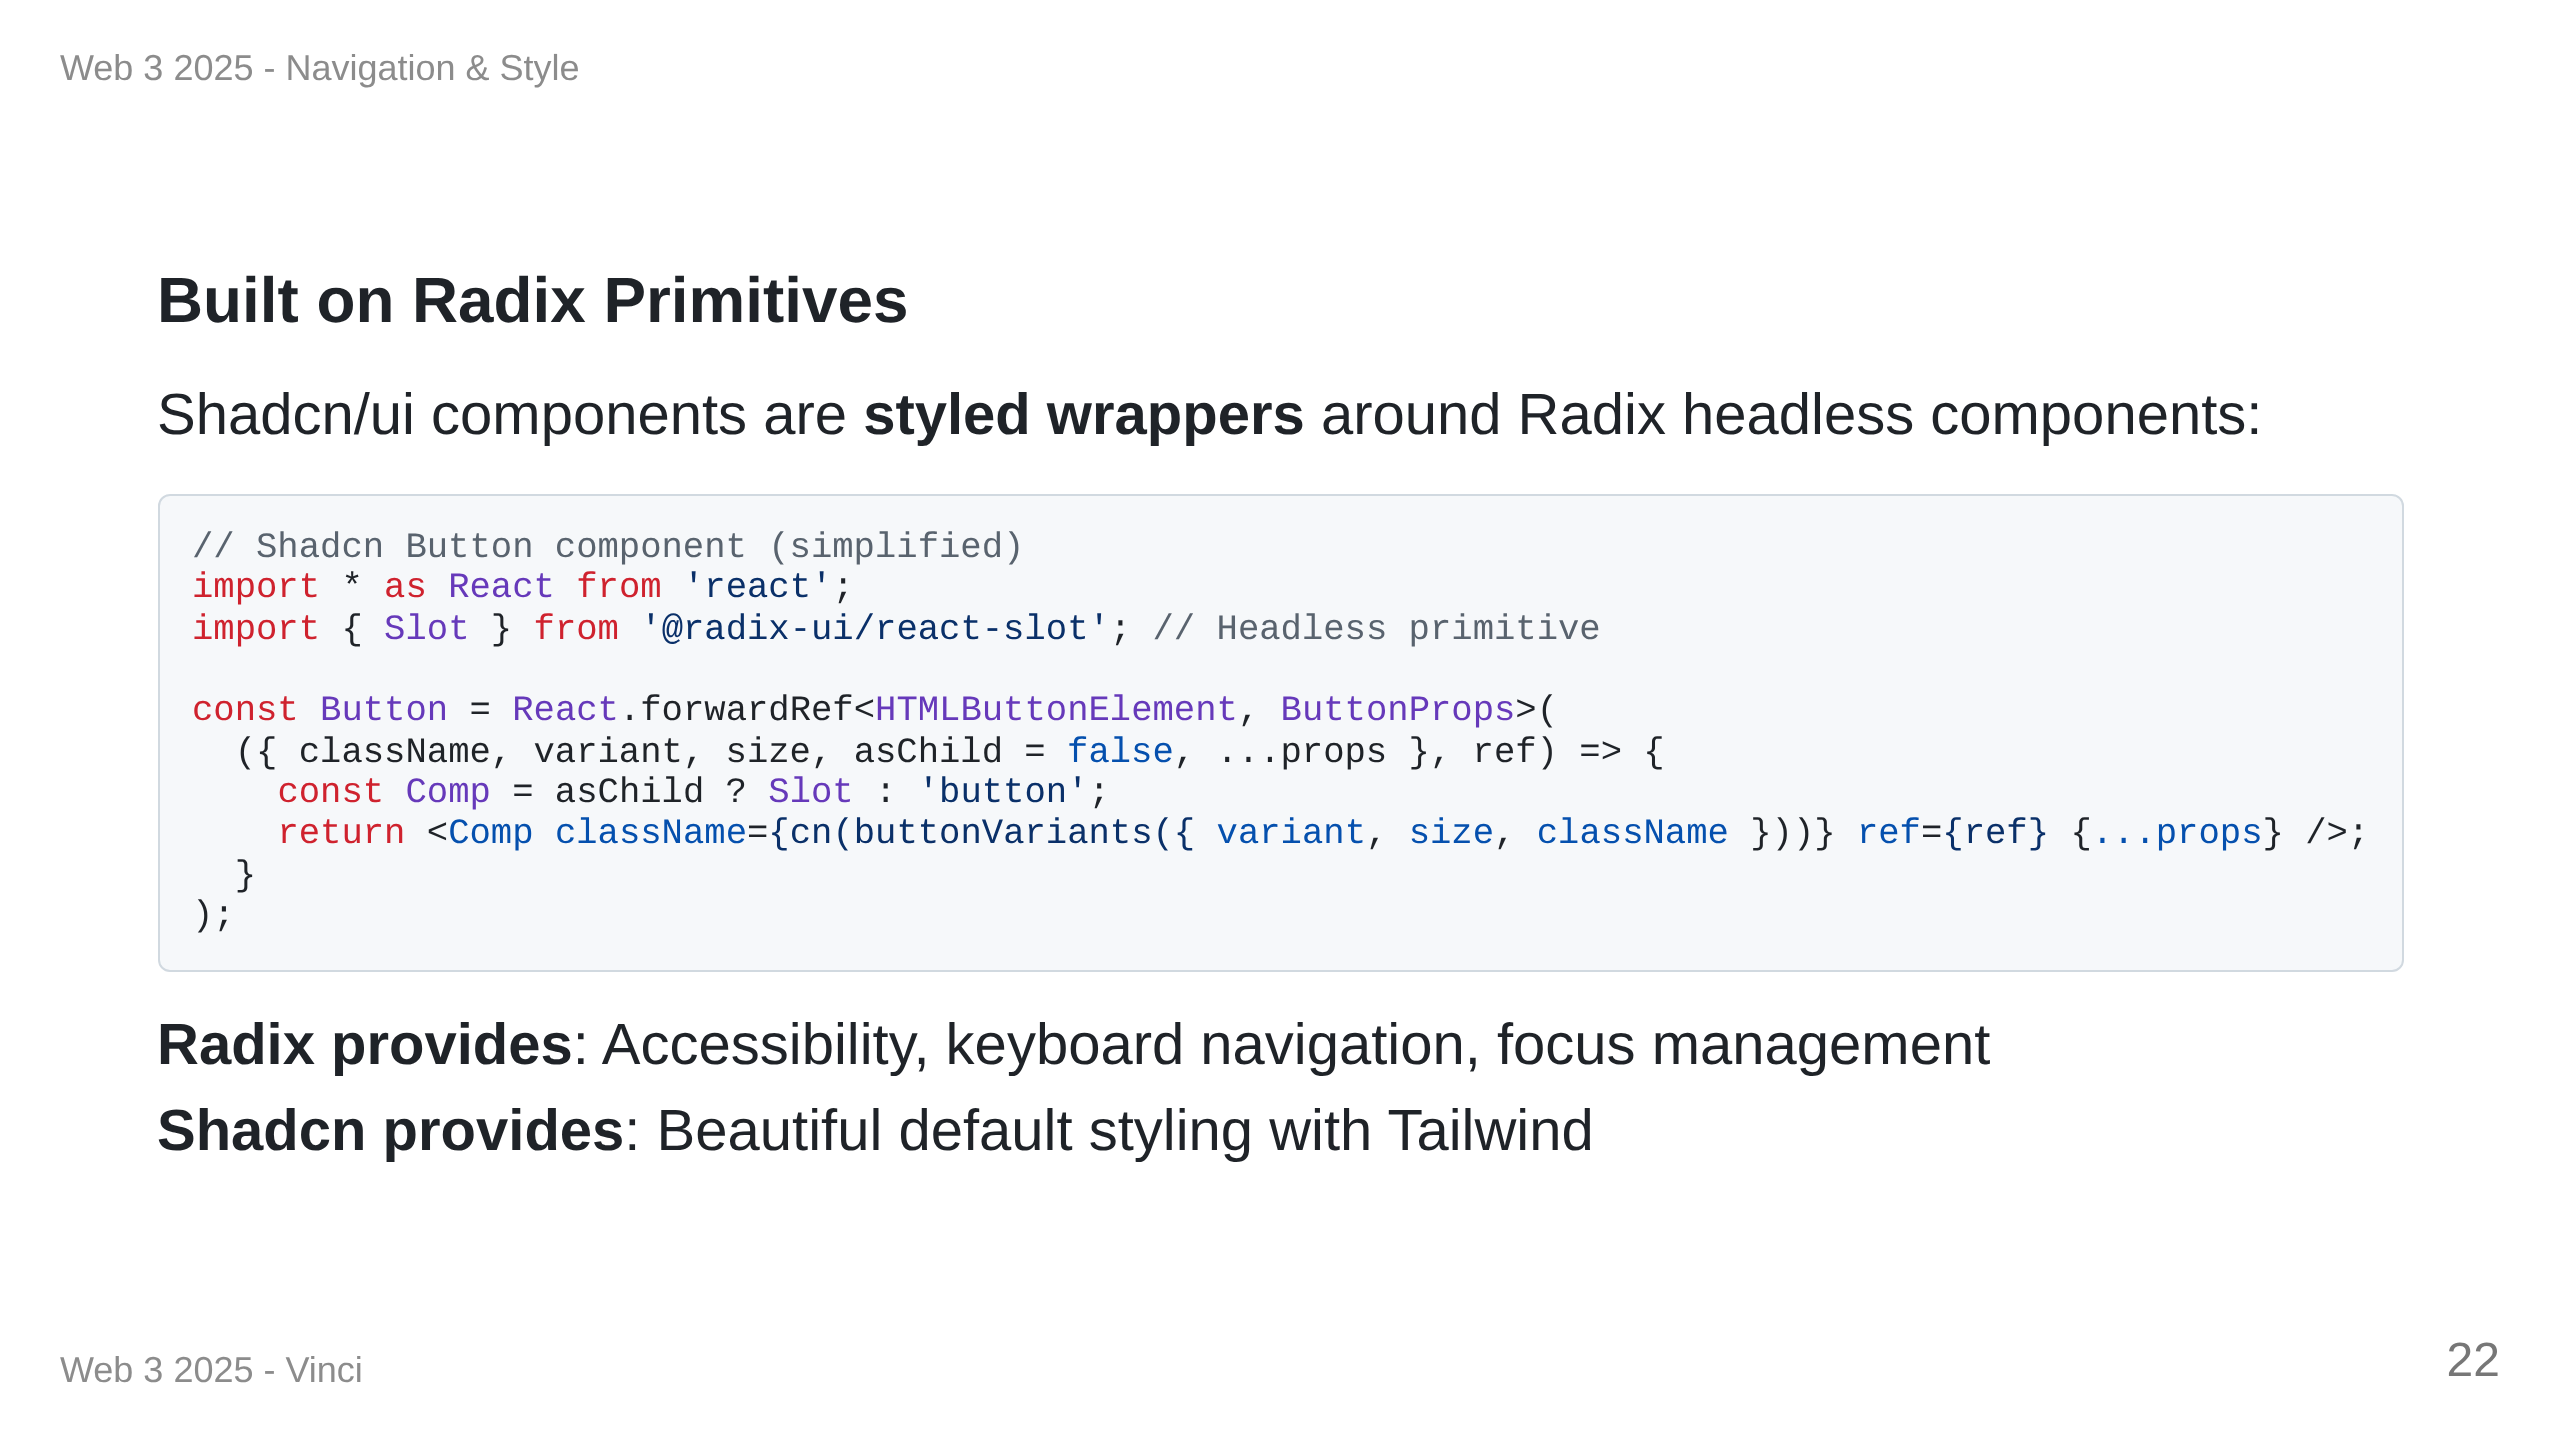 Web 3 2025 - Navigation & Style
Built on Radix Primitives
Shadcn/ui components are styled wrappers around Radix headless components:
// Shadcn Button component (simplified)
import * as React from 'react';
import { Slot } from '@radix-ui/react-slot'; // Headless primitive
const Button = React.forwardRef<HTMLButtonElement, ButtonProps>(
  ({ className, variant, size, asChild = false, ...props }, ref) => {
    const Comp = asChild ? Slot : 'button';
    return <Comp className={cn(buttonVariants({ variant, size, className }))} ref={ref} {...props} />;
  }
);
Radix provides: Accessibility, keyboard navigation, focus management
Shadcn provides: Beautiful default styling with Tailwind
Web 3 2025 - Vinci
22